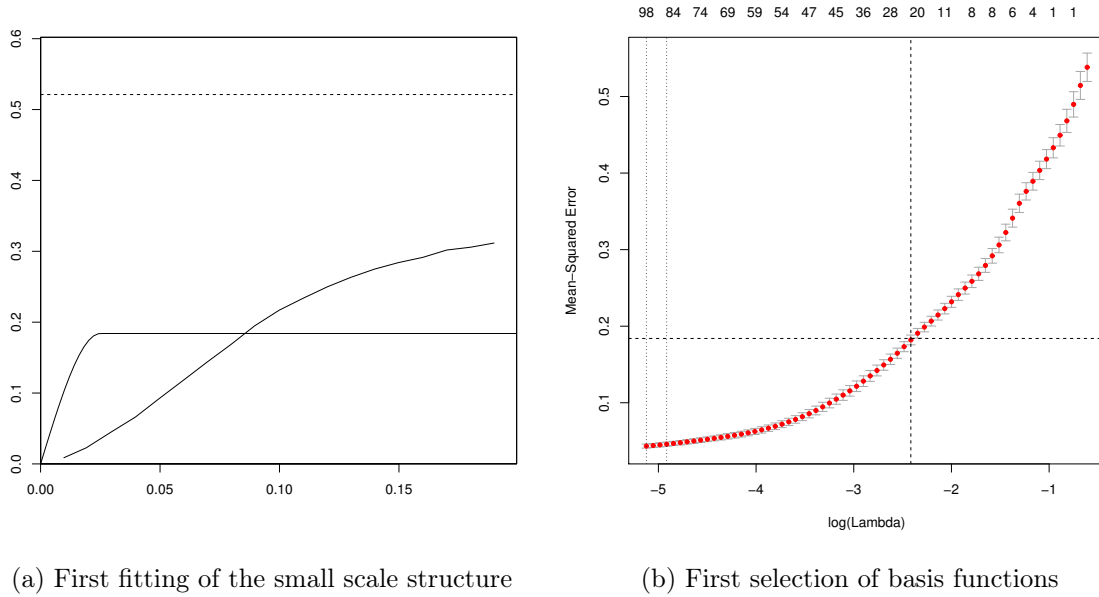 98 84 74 69 59 54 47 45 36 28 20 11 8 8 6 4 1 1
0.6
0.5
0.4
0.3
0.2
0.1
0.0
0.00 0.05 0.10 0.15
Mean−Squared Error
0.5
0.4
0.3
0.2
0.1
−5 −4 −3 −2 −1
log(Lambda)
(a) First fitting of the small scale structure
(b) First selection of basis functions